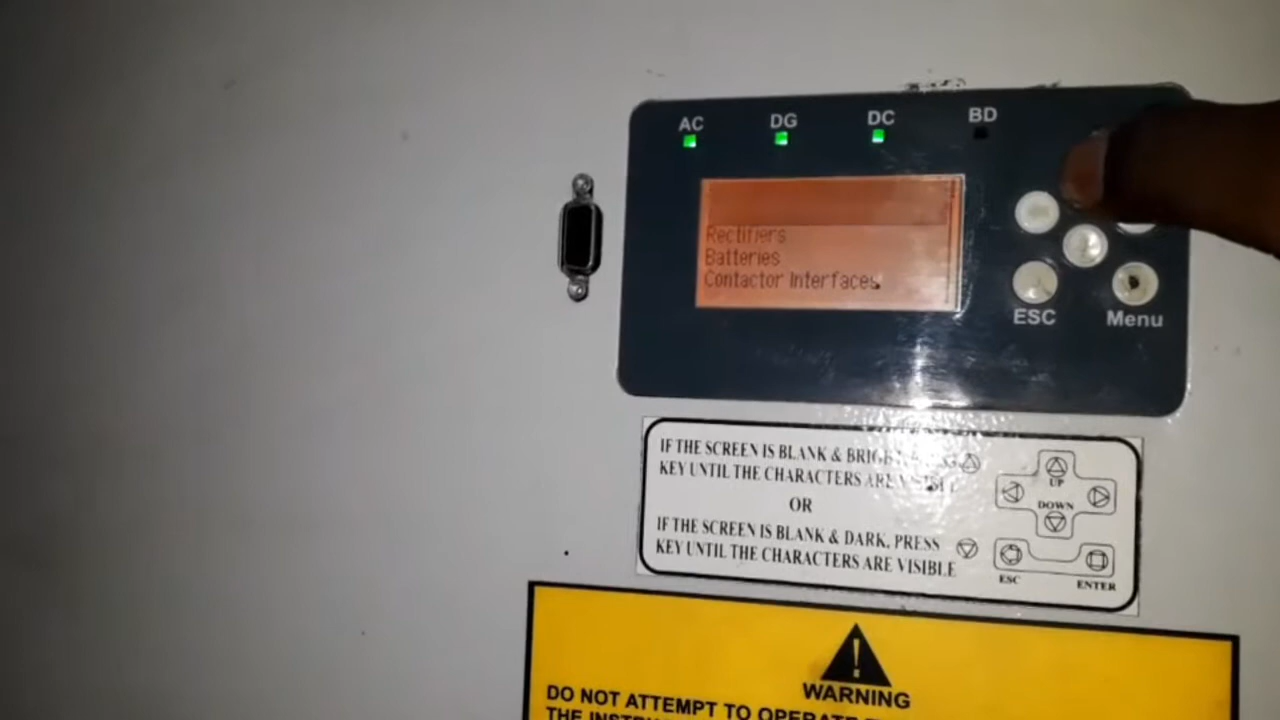 AC DG DC BD
Rectifiers
Batteries
Contactor Interfaces
ESC Menu
IF THE SCREEN IS BLANK &
KEY UNTIL THE CHARACTERS ARE VISIBLE
OR
IF THE SCREEN IS BLANK & DARK, PRESS
KEY UNTIL THE CHARACTERS ARE VISIBLE
UP
DOWN
ESC
ENTER
WARNING
DO NOT ATTEMPT TO OPERATE
THE